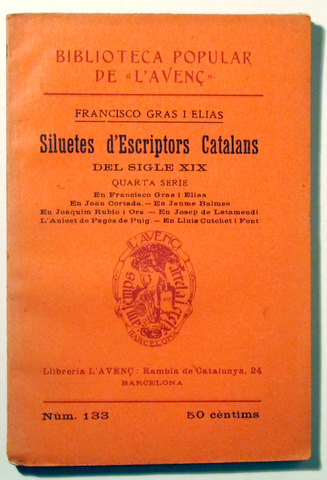 BIBLIOTECA POPULAR
DE «L'AVENÇ»
FRANCISCO GRAS I ELIAS
Siluetes d'Escriptors Catalans
DEL SIGLE XIX
QUARTA SERIE
En Francisco Gras i Elias
En Joan Cortada. — En Jaume Balmes
En Joaquim Rubió i Ors — En Josep de Letamendi
L'Anicet de Pagès de Puig. — En Lluis Cutchet i Font
L'AVENÇ
BARCELONA
Llibreria L'AVENÇ: Rambla de Catalunya, 24
BARCELONA
Núm. 133 50 cèntims